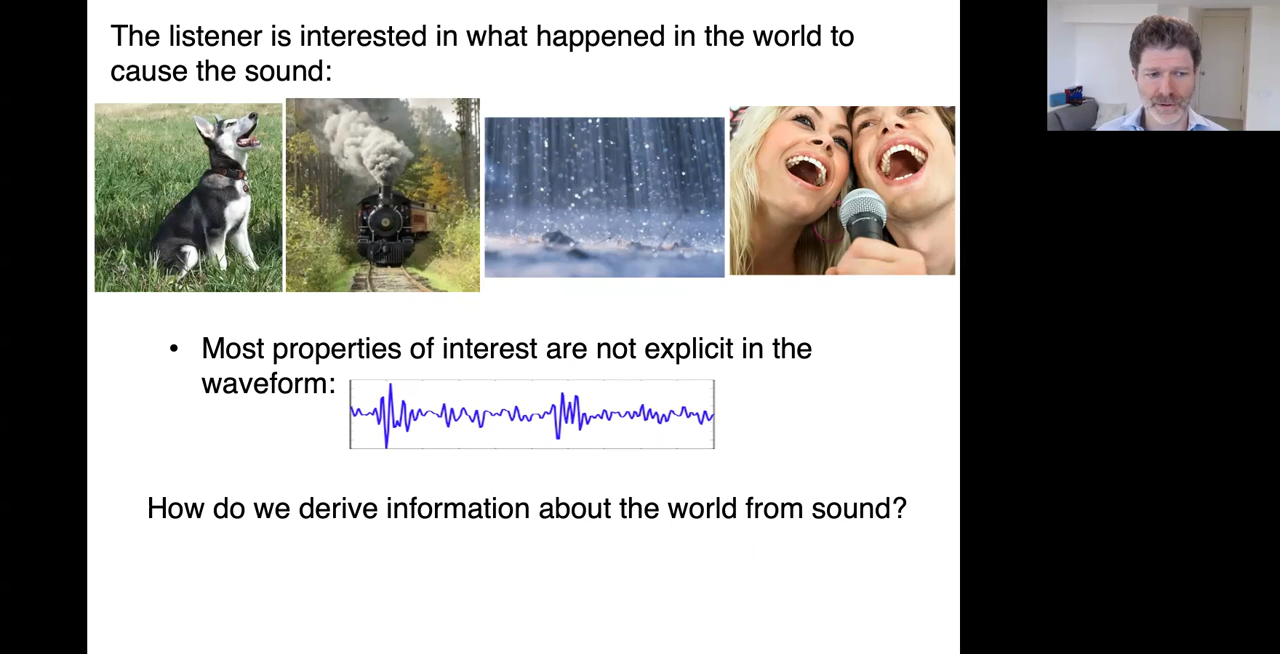 The listener is interested in what happened in the world to
cause the sound:
• Most properties of interest are not explicit in the
waveform:
How do we derive information about the world from sound?